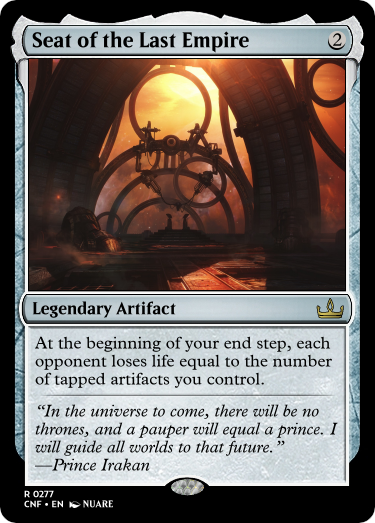 Seat of the Last Empire 2
Legendary Artifact
At the beginning of your end step, each
opponent loses life equal to the number
of tapped artifacts you control.
“In the universe to come, there will be no
thrones, and a pauper will equal a prince. I
will guide all worlds to that future.”
—Prince Irakan
R 0277
CNF • EN NUARE